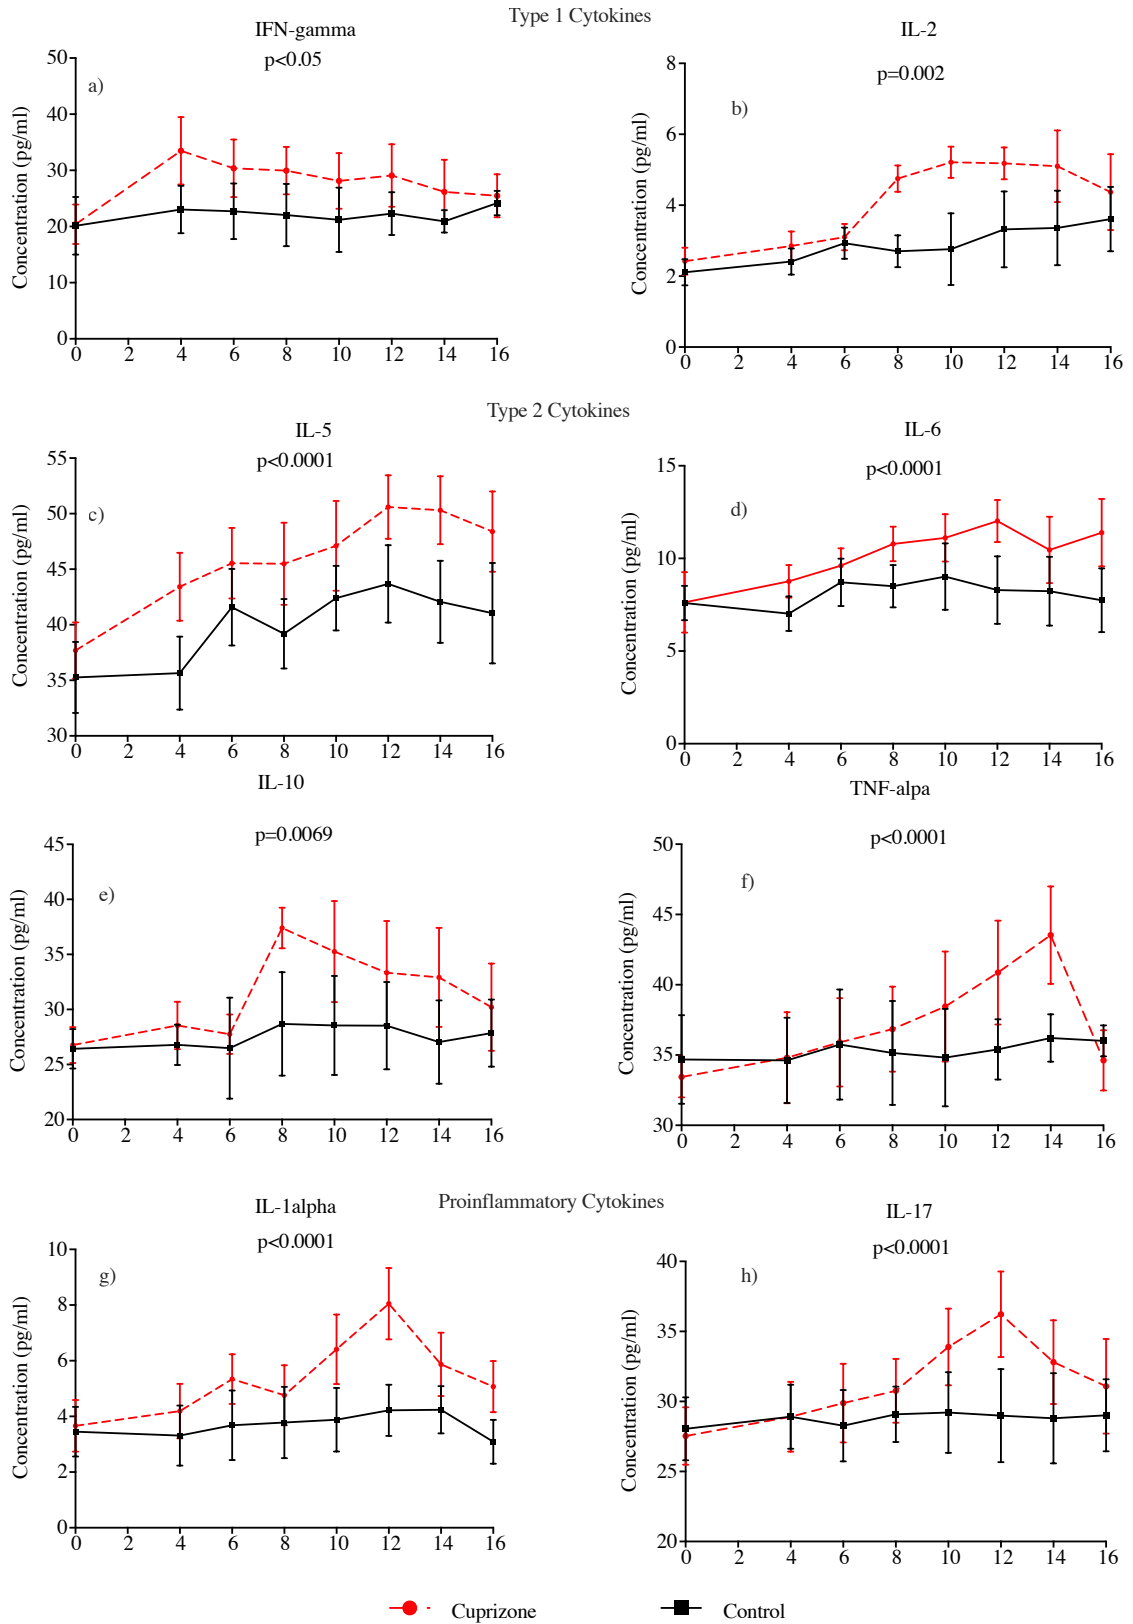 Type 1 Cytokines
IFN-gamma
p<0.05
a)
Concentration (pg/ml)
50
40
30
20
10
0
0 2 4 6 8 10 12 14 16
IL-2
p=0.002
b)
Concentration (pg/ml)
8
6
4
2
0
0 2 4 6 8 10 12 14 16
Type 2 Cytokines
IL-5
p<0.0001
c)
Concentration (pg/ml)
55
50
45
40
35
30
0 2 4 6 8 10 12 14 16
IL-6
p<0.0001
d)
Concentration (pg/ml)
15
10
5
0
0 2 4 6 8 10 12 14 16
IL-10
p=0.0069
e)
Concentration (pg/ml)
45
40
35
30
25
20
0 2 4 6 8 10 12 14 16
TNF-alpa
p<0.0001
f)
Concentration (pg/ml)
50
45
40
35
30
0 2 4 6 8 10 12 14 16
Proinflammatory Cytokines
IL-1alpha
p<0.0001
g)
Concentration (pg/ml)
10
8
6
4
2
0
0 2 4 6 8 10 12 14 16
IL-17
p<0.0001
h)
Concentration (pg/ml)
40
35
30
25
20
0 2 4 6 8 10 12 14 16
Cuprizone
Control